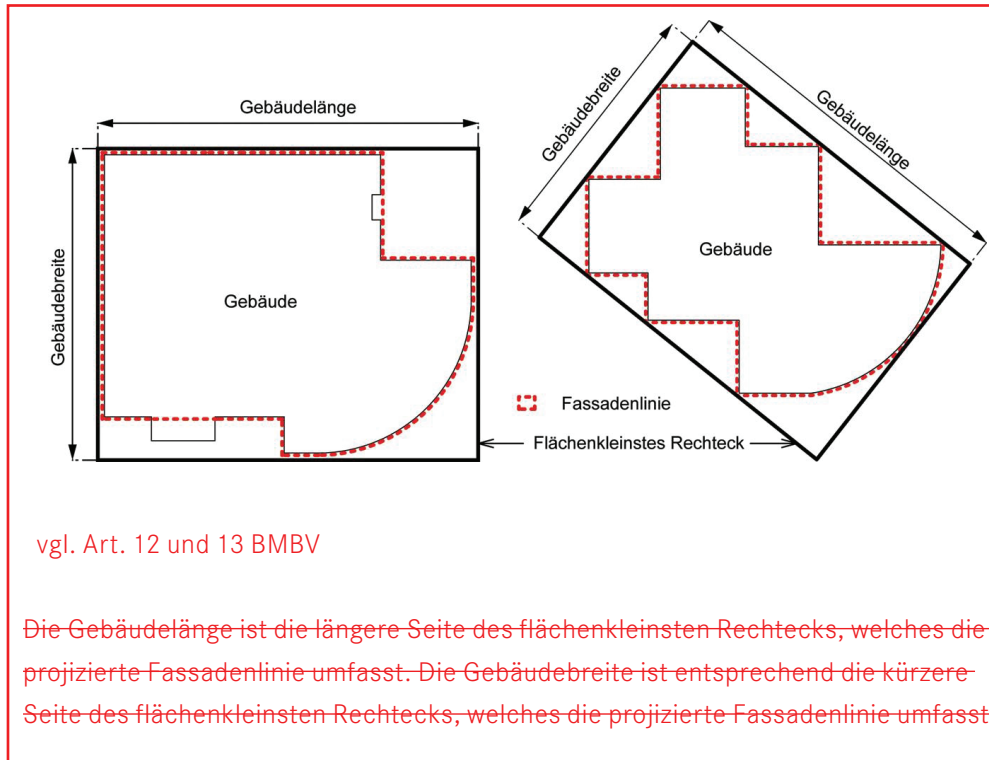 Gebäudelänge
Gebäudebreite
Gebäude
Gebäudebreite
Gebäudelänge
Gebäude
Fassadenlinie
Flächenkleinstes Rechteck
vgl. Art. 12 und 13 BMBV
Die Gebäudelänge ist die längere Seite des flächenkleinsten Rechtecks, welches die
projizierte Fassadenlinie umfasst. Die Gebäudebreite ist entsprechend die kürzere
Seite des flächenkleinsten Rechtecks, welches die projizierte Fassadenlinie umfasst